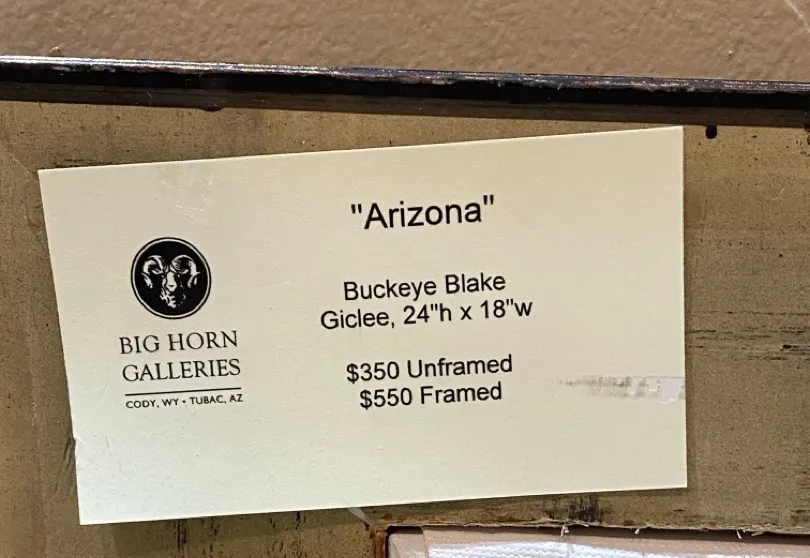 "Arizona"
Buckeye Blake
Giclee, 24"h x 18"w
$350 Unframed
$550 Framed
BIG HORN
GALLERIES
CODY, WY • TUBAC, AZ